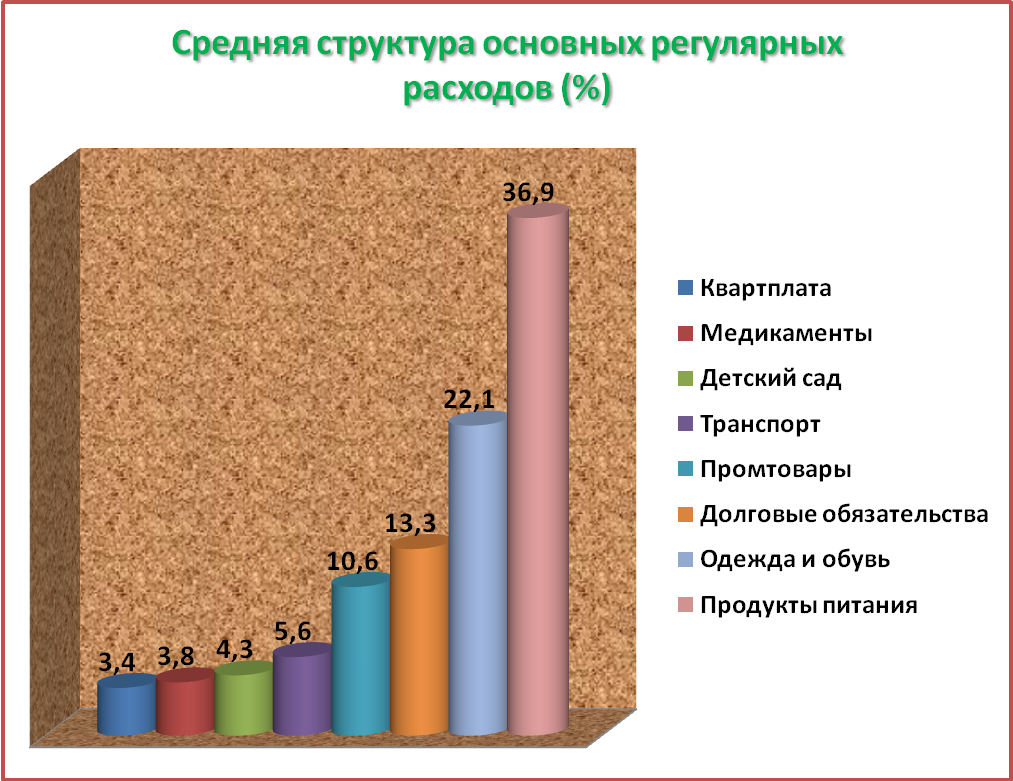 Средняя структура основных регулярных
расходов (%)
36,9
22,1
13,3
10,6
5,6
4,3
3,8
3,4
Квартплата
Медикаменты
Детский сад
Транспорт
Промтовары
Долговые обязательства
Одежда и обувь
Продукты питания